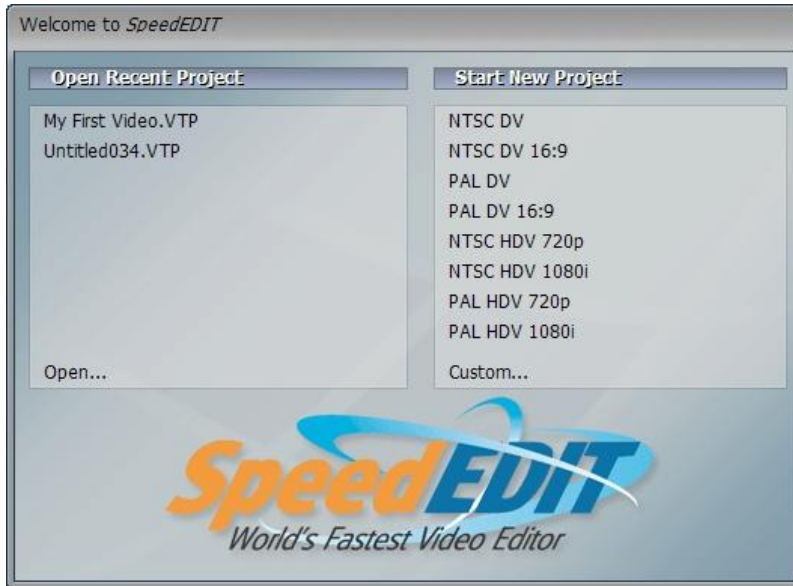 Welcome to SpeedEDIT
Open Recent Project
My First Video.VTP
Untitled034.VTP
Open...
Start New Project
NTSC DV
NTSC DV 16:9
PAL DV
PAL DV 16:9
NTSC HDV 720p
NTSC HDV 1080i
PAL HDV 720p
PAL HDV 1080i
Custom...
SpeedEDIT
World's Fastest Video Editor